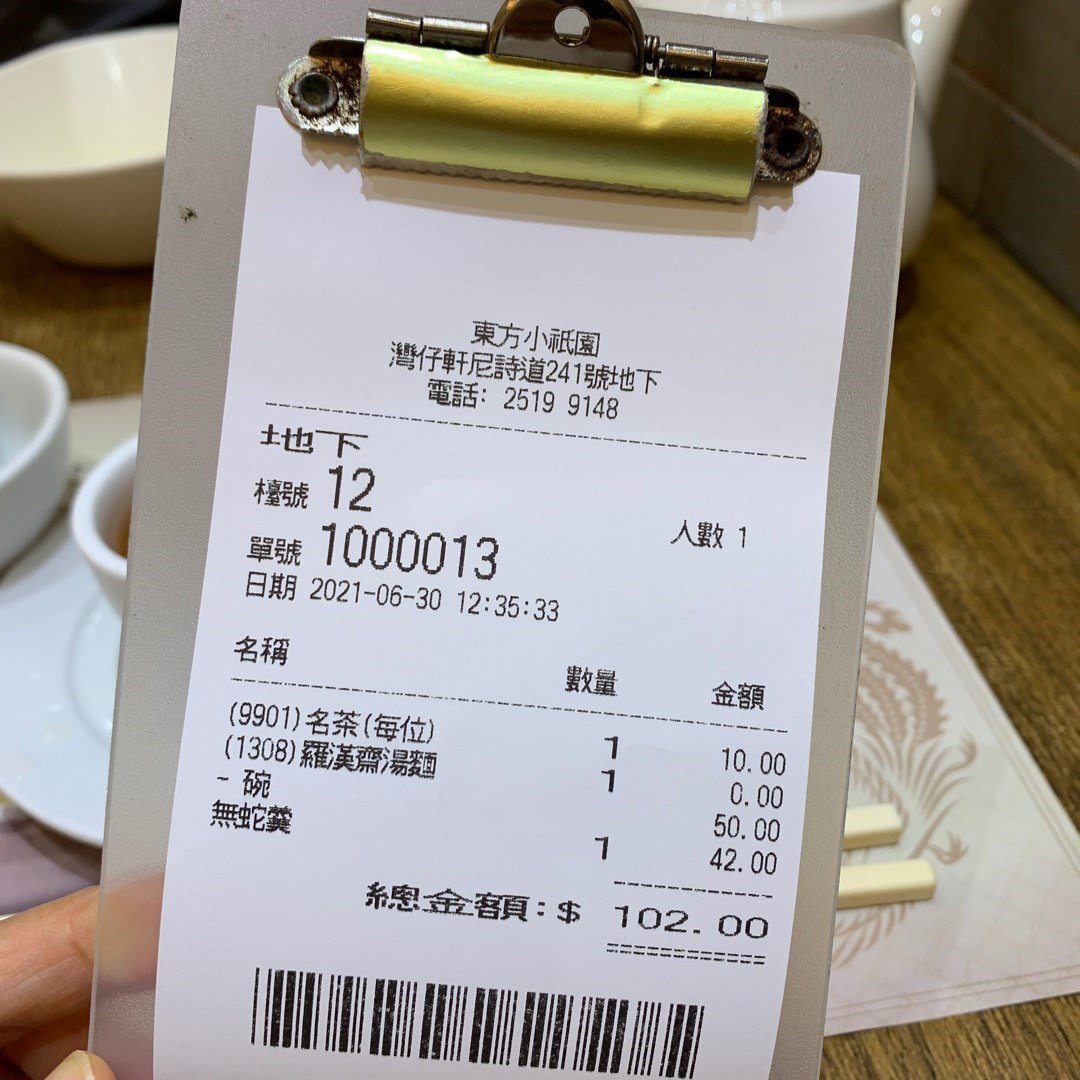 東方小祇園
灣仔軒尼詩道241號地下
電話: 2519 9148
地下
檯號 12
人數 1
單號 1000013
日期 2021-06-30 12:35:33
名稱 數量 金額
(9901)名茶(每位) 1 10.00
(1308)羅漢齋湯麵 1 0.00
- 碗 50.00
無蛇羹 1 42.00
總金額:$ 102.00